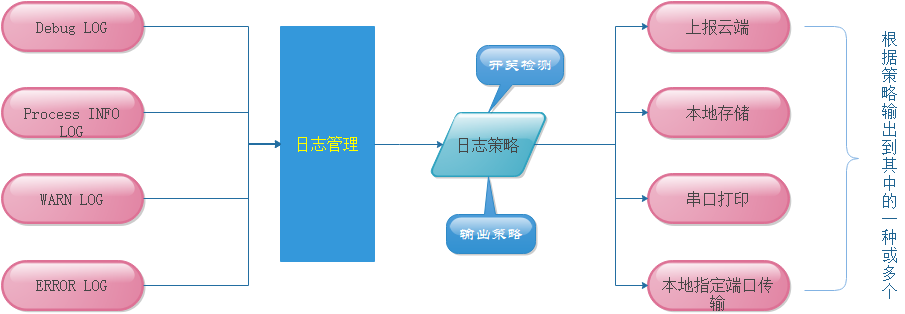 Debug LOG
Process INFO
LOG
WARN LOG
ERROR LOG
日志管理
开关检测
日志策略
输出策略
上报云端
本地存储
串口打印
本地指定端口传
输
根据策略输出到其中的一种或多个